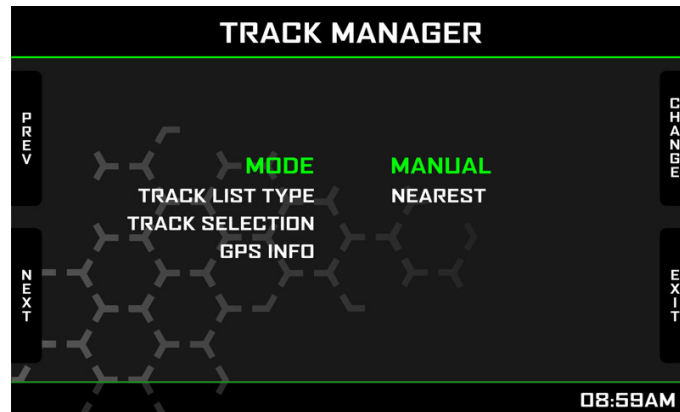 TRACK MANAGER
PREV
CHANGE
MODE MANUAL
TRACK LIST TYPE NEAREST
TRACK SELECTION
GPS INFO
NEXT
EXIT
08:59AM